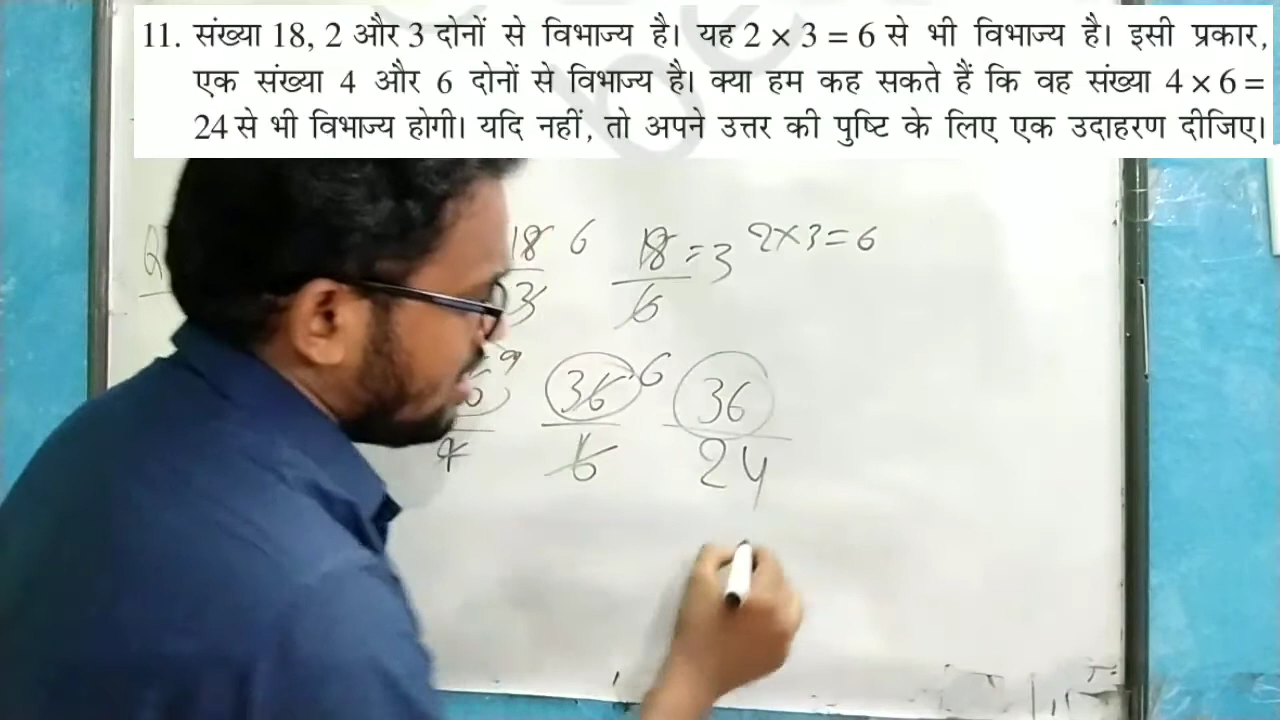 11. संख्या 18, 2 और 3 दोनों से विभाज्य है। यह 2 × 3 = 6 से भी विभाज्य है। इसी प्रकार,
एक संख्या 4 और 6 दोनों से विभाज्य है। क्या हम कह सकते हैं कि वह संख्या 4 × 6 =
24 से भी विभाज्य होगी। यदि नहीं, तो अपने उत्तर की पुष्टि के लिए एक उदाहरण दीजिए।
18 6 18 = 3 2×3=6
3 6
9
36 6 36
4 6 24